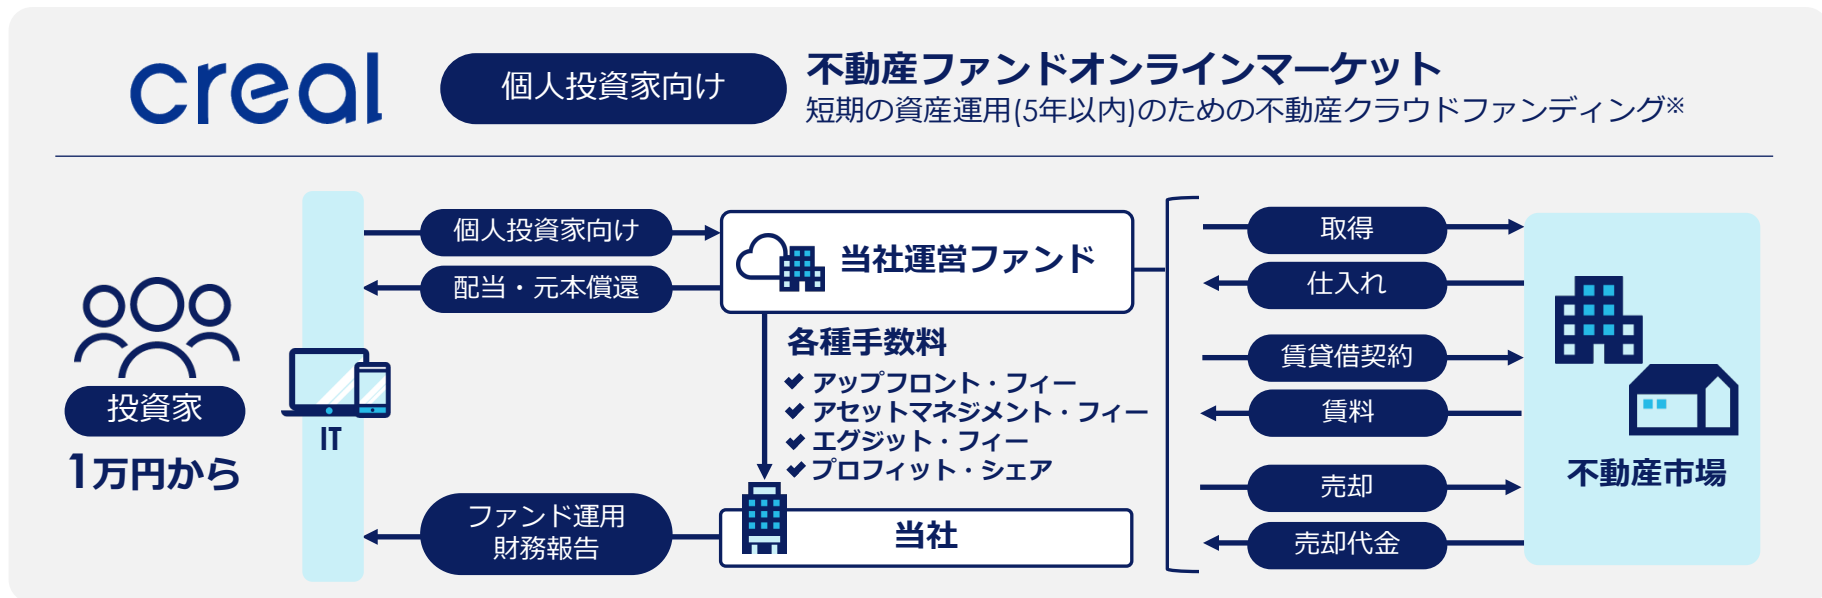 creal
個人投資家向け
不動産ファンドオンラインマーケット
短期の資産運用(5年以内)のための不動産クラウドファンディング※
投資家
1万円から
IT
個人投資家向け
配当・元本償還
当社運営ファンド
各種手数料
アップフロント・フィー
アセットマネジメント・フィー
エグジット・フィー
プロフィット・シェア
ファンド運用
財務報告
当社
取得
仕入れ
賃貸借契約
賃料
売却
売却代金
不動産市場